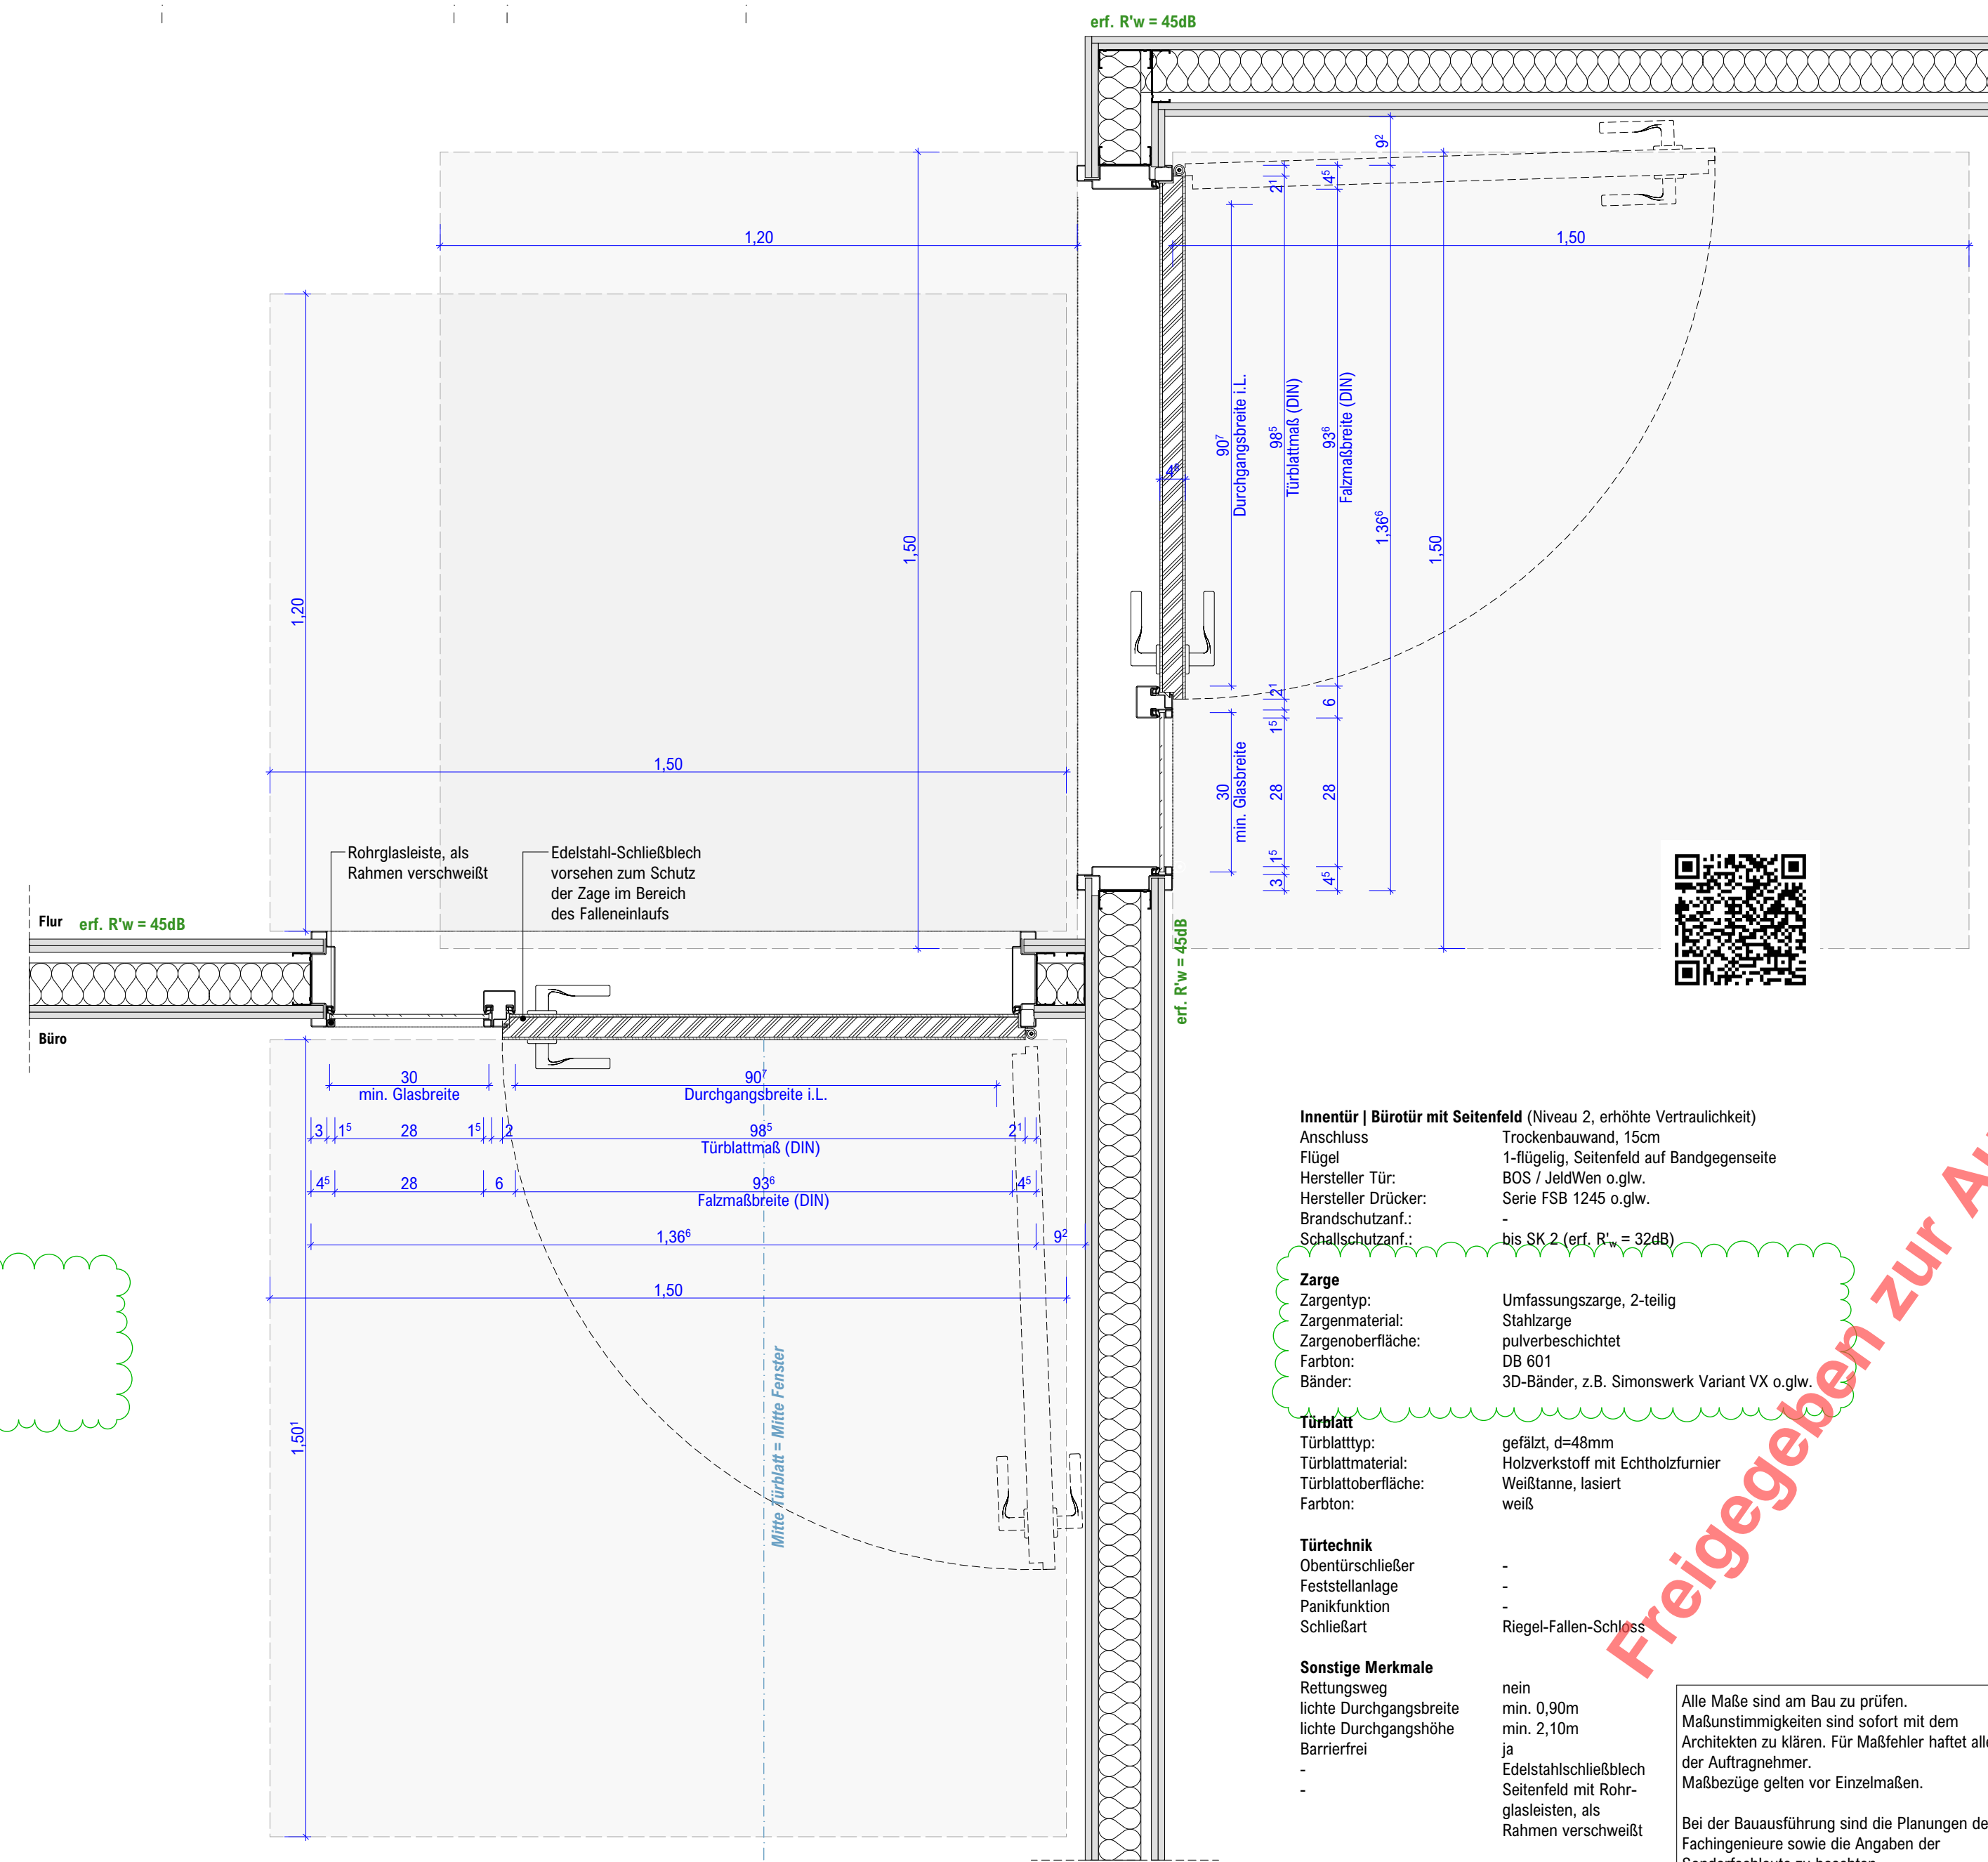 erf. R'w = 45dB
9²
2¹
4⁵
1,20
1,50
90⁷
Durchgangsbreite i.L.
98⁵
Türblattmaß (DIN)
93⁶
Falzmaßbreite (DIN)
4⁸
1,36⁶
1,50
1,50
1,20
2¹
6
1⁵
1,50
30
min. Glasbreite
28
28
1⁵
3
4⁵
Rohrglasleiste, als
Rahmen verschweißt
Edelstahl-Schließblech
vorsehen zum Schutz
der Zage im Bereich
des Falleneinlaufs
Flur
erf. R'w = 45dB
erf. R'w = 45dB
Büro
30
min. Glasbreite
90⁷
Durchgangsbreite i.L.
3 1⁵ 28 1⁵ 2 98⁵ 2¹
Türblattmaß (DIN)
4⁵ 28 6 93⁶ 4⁵
Falzmaßbreite (DIN)
1,36⁶ 9²
1,50
1,50¹
Mitte Türblatt = Mitte Fenster
Innentür | Bürotür mit Seitenfeld (Niveau 2, erhöhte Vertraulichkeit)
Anschluss Trockenbauwand, 15cm
Flügel 1-flügelig, Seitenfeld auf Bandgegenseite
Hersteller Tür: BOS / JeldWen o.glw.
Hersteller Drücker: Serie FSB 1245 o.glw.
Brandschutzanf.: -
Schallschutzanf.: bis SK 2 (erf. R'w = 32dB)
Zarge
Zargentyp: Umfassungszarge, 2-teilig
Zargenmaterial: Stahlzarge
Zargenoberfläche: pulverbeschichtet
Farbton: DB 601
Bänder: 3D-Bänder, z.B. Simonswerk Variant VX o.glw.
Türblatt
Türblatttyp: gefälzt, d=48mm
Türblattmaterial: Holzverkstoff mit Echtholzfurnier
Türblattoberfläche: Weißtanne, lasiert
Farbton: weiß
Türtechnik
Obentürschließer -
Feststellanlage -
Panikfunktion -
Schließart Riegel-Fallen-Schloss
Sonstige Merkmale
Rettungsweg nein
lichte Durchgangsbreite min. 0,90m
lichte Durchgangshöhe min. 2,10m
Barrierfrei ja
- Edelstahlschließblech
- Seitenfeld mit Rohr-
glasleisten, als
Rahmen verschweißt
Freigegeben zur Au
Alle Maße sind am Bau zu prüfen.
Maßunstimmigkeiten sind sofort mit dem
Architekten zu klären. Für Maßfehler haftet alle
der Auftragnehmer.
Maßbezüge gelten vor Einzelmaßen.
Bei der Bauausführung sind die Planungen de
Fachingenieure sowie die Angaben der